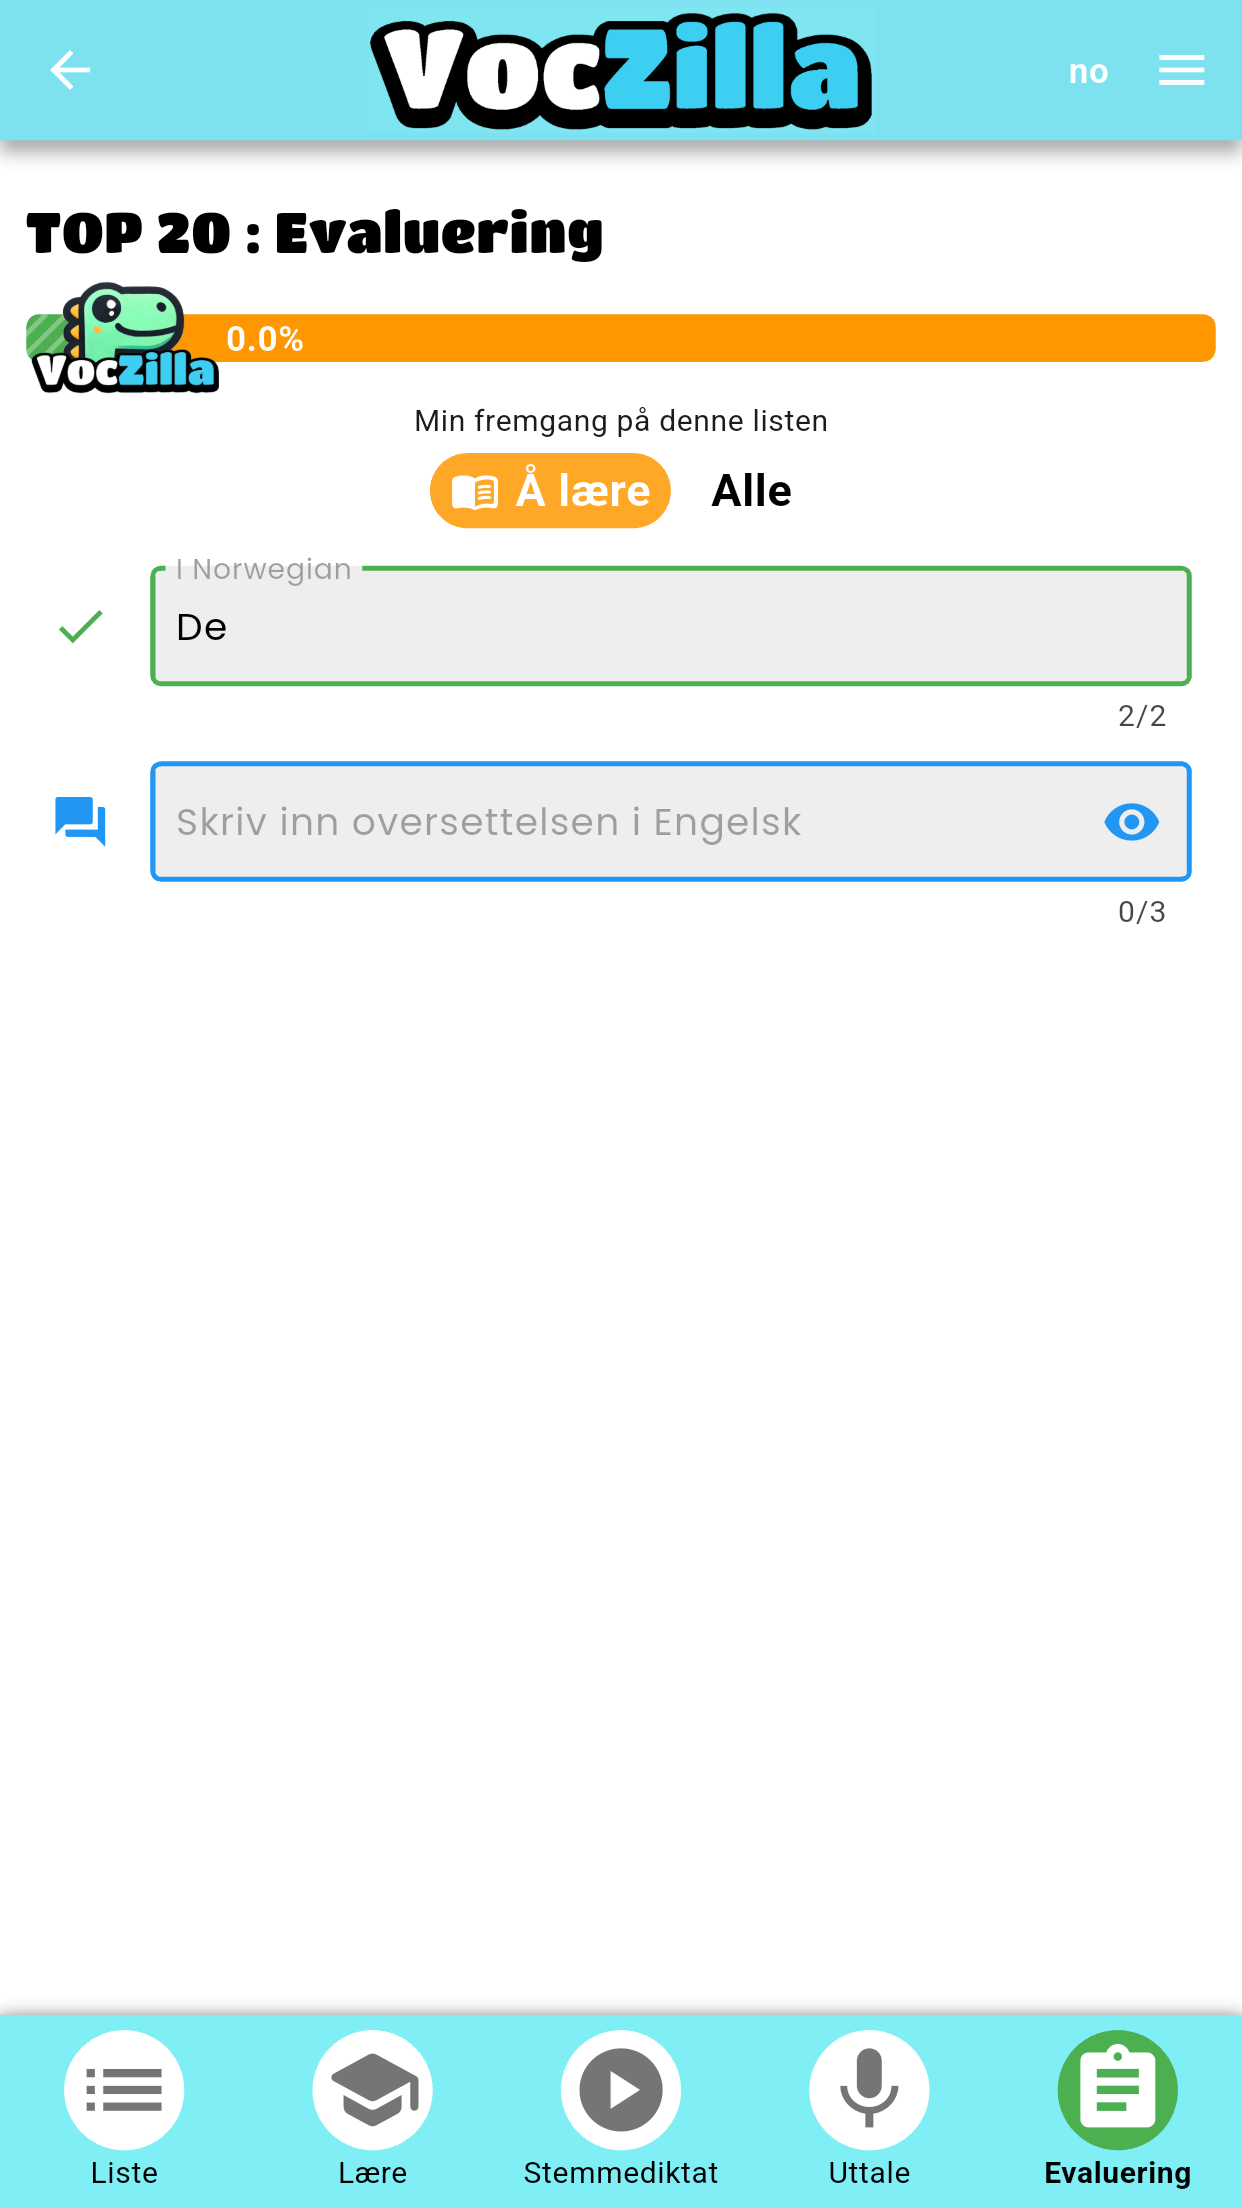 VocZilla
no
TOP 20 : Evaluering
0.0%
VocZilla
Min fremgang på denne listen
Å lære
Alle
I Norwegian
De
2/2
Skriv inn oversettelsen i Engelsk
0/3
Liste
Lære
Stemmediktat
Uttale
Evaluering